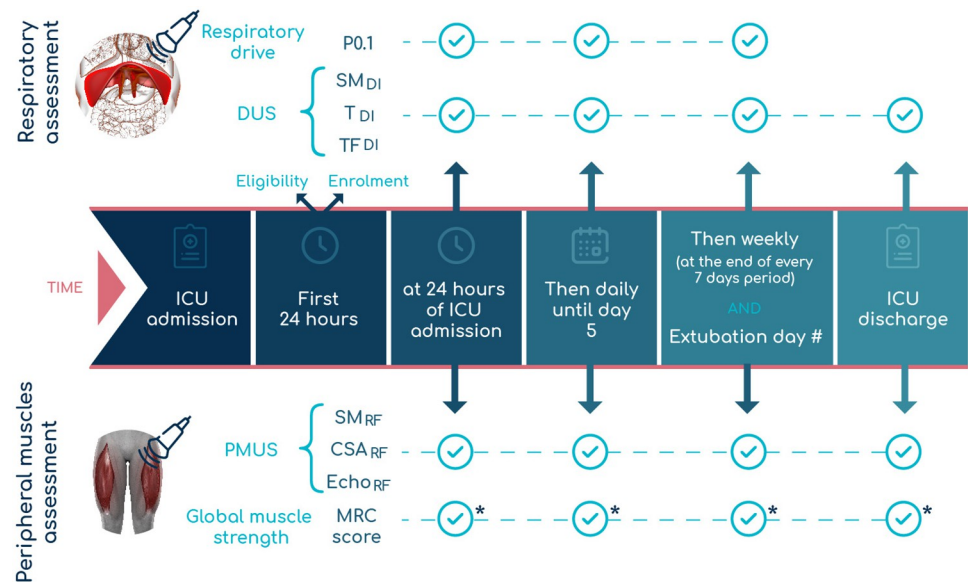 Respiratory
assessment
Respiratory
drive
P0.1
DUS
SM DI
T DI
TF DI
Eligibility
Enrolment
TIME
ICU
admission
First
24 hours
at 24 hours
of ICU
admission
Then daily
until day
5
Then weekly
(at the end of every
7 days period)
AND
Extubation day #
ICU
discharge
Peripheral muscles
assessment
PMUS
SM RF
CSA RF
Echo RF
Global muscle
strength
MRC
score
* * * *